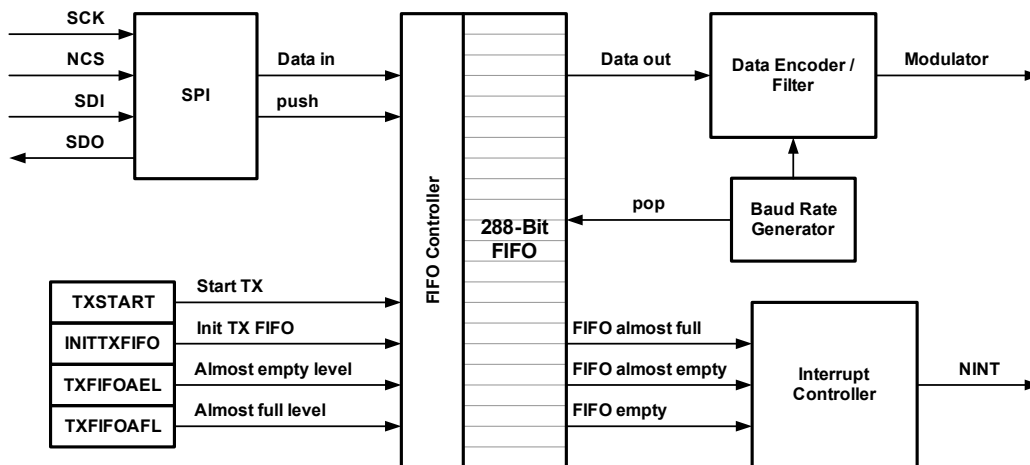 SCK
NCS
SDI
SDO
SPI
Data in
push
FIFO Controller
288-Bit
FIFO
Data out
Data Encoder /
Filter
Modulator
pop
Baud Rate
Generator
TXSTART
Start TX
INITTXFIFO
Init TX FIFO
TXFIFOAEL
Almost empty level
TXFIFOAFL
Almost full level
FIFO almost full
FIFO almost empty
FIFO empty
Interrupt
Controller
NINT